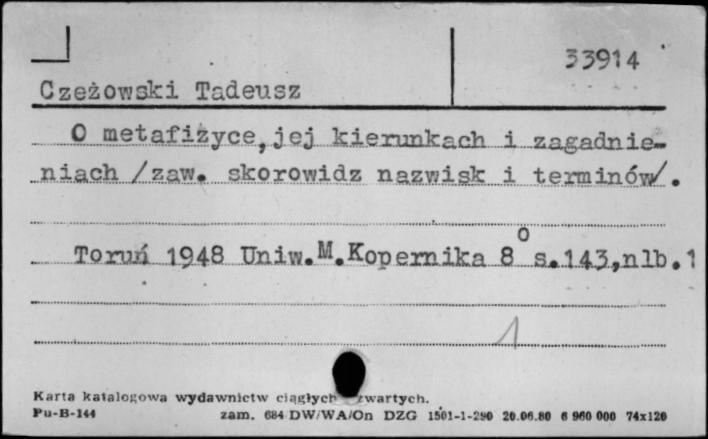 33914
Czeżowski Tadeusz
O metafizyce, jej kierunkach i zagadnie-
niach /zaw. skorowidz nazwisk i terminów/.
Toruń 1948 Uniw.M.Kopernika 8° s.143,nlb.1
1
Karta katalogowa wydawnictw ciągłych zwartych.
Pu-B-144 zam. 684 DW/WA/On DZG 1501-1-290 20.06.80 6 960 000 74x120